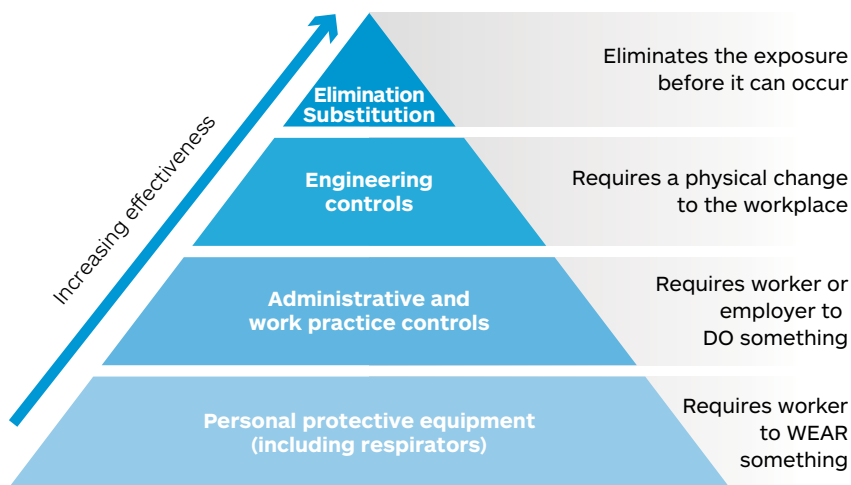 Increasing effectiveness
Elimination
Substitution
Eliminates the exposure
before it can occur
Engineering
controls
Requires a physical change
to the workplace
Administrative and
work practice controls
Requires worker or
employer to
DO something
Personal protective equipment
(including respirators)
Requires worker
to WEAR
something